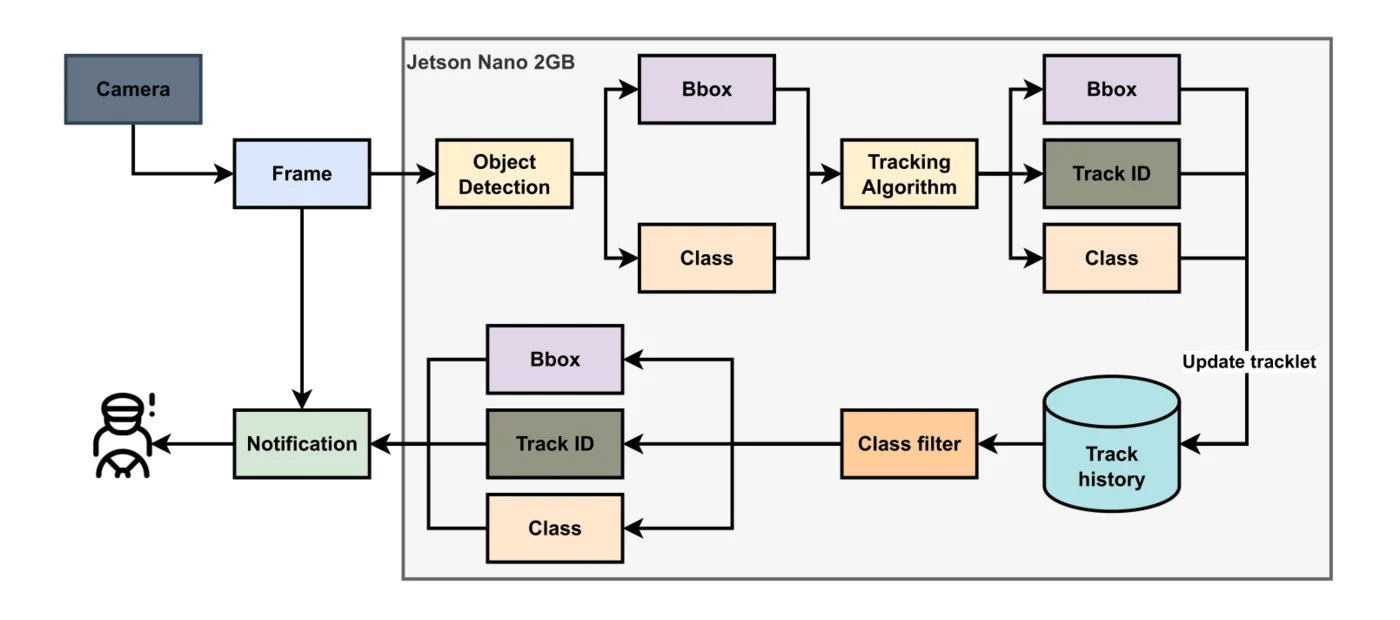 Jetson Nano 2GB
Camera
Bbox
Bbox
Frame
Object
Detection
Tracking
Algorithm
Track ID
Class
Class
Update tracklet
Bbox
Notification
Track ID
Class filter
Track
history
Class